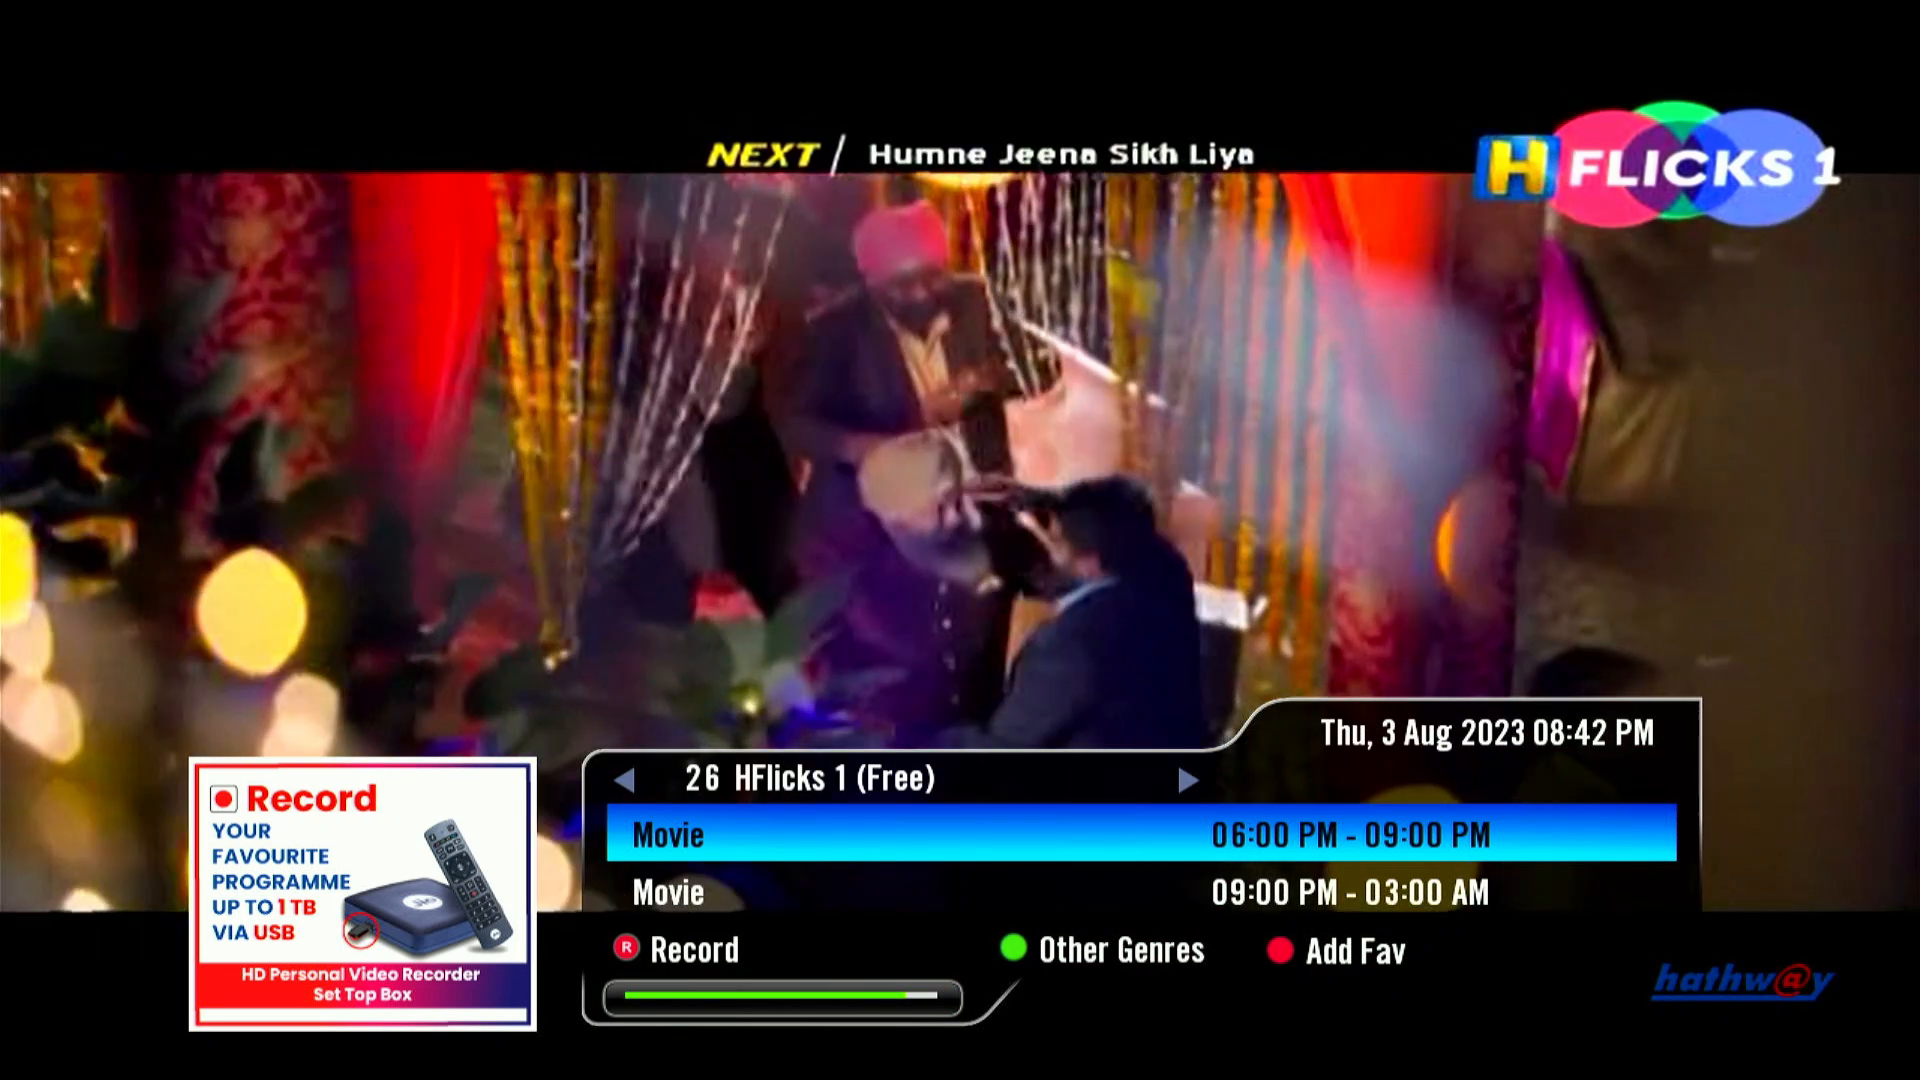 NEXT / Humne Jeena Sikh Liya
H FLICKS 1
Thu, 3 Aug 2023 08:42 PM
26 HFlicks 1 (Free)
Movie 06:00 PM - 09:00 PM
Movie 09:00 PM - 03:00 AM
R Record
Other Genres
Add Fav
Record
YOUR
FAVOURITE
PROGRAMME
UP TO 1 TB
VIA USB
Jio
HD Personal Video Recorder
Set Top Box
hathw@y